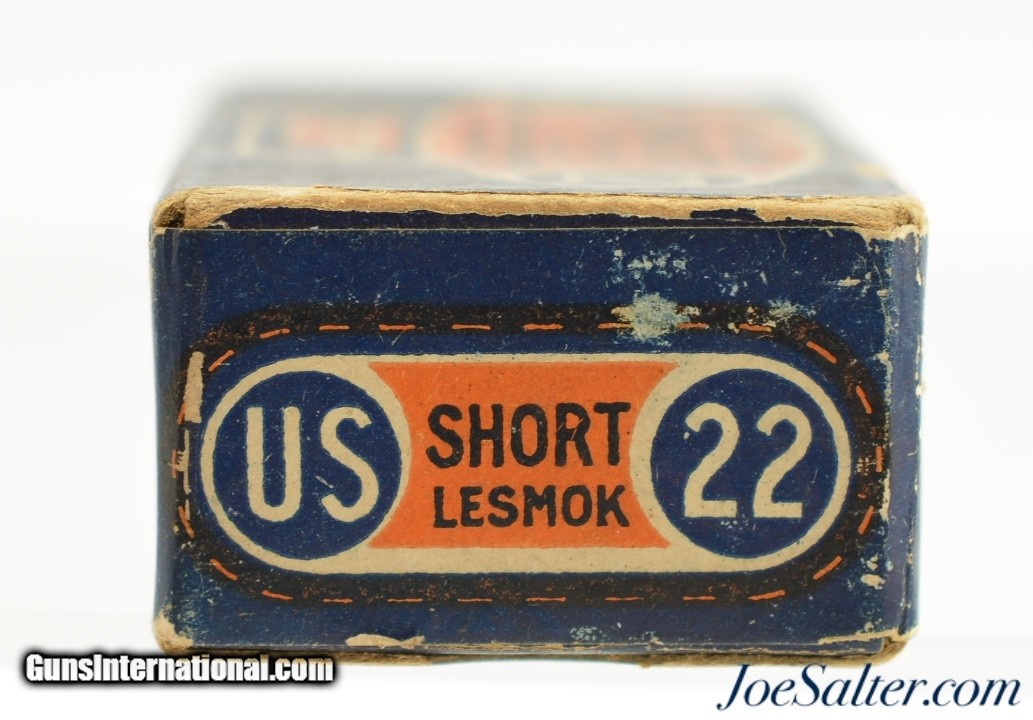 US SHORT 22
LESMOK
GunsInternational.com
JoeSalter.com